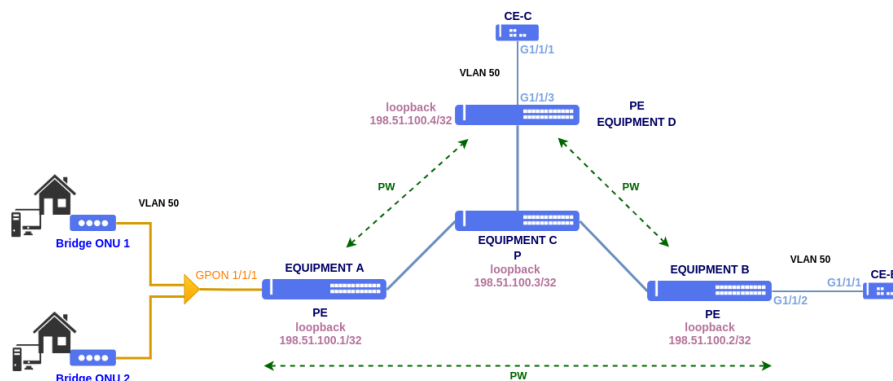 CE-C
G1/1/1
VLAN 50
G1/1/3
loopback
198.51.100.4/32
PE
EQUIPMENT D
PW
PW
VLAN 50
Bridge ONU 1
GPON 1/1/1
EQUIPMENT A
PE
loopback
198.51.100.1/32
EQUIPMENT C
P
loopback
198.51.100.3/32
EQUIPMENT B
PE
loopback
198.51.100.2/32
VLAN 50
G1/1/1
G1/1/2
Bridge ONU 2
PW